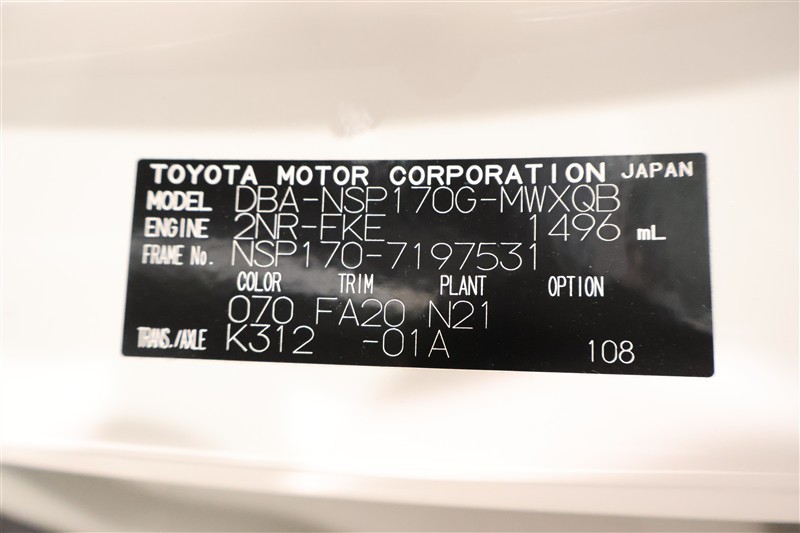 TOYOTA MOTOR CORPORATION JAPAN
MODEL DBA-NSP170G-MWXQB
ENGINE 2NR-FKE 1496 mL
FRAME No. NSP170-7197531
COLOR TRIM PLANT OPTION
070 FA20 N21
TRANS./AXLE K312 -01A 108